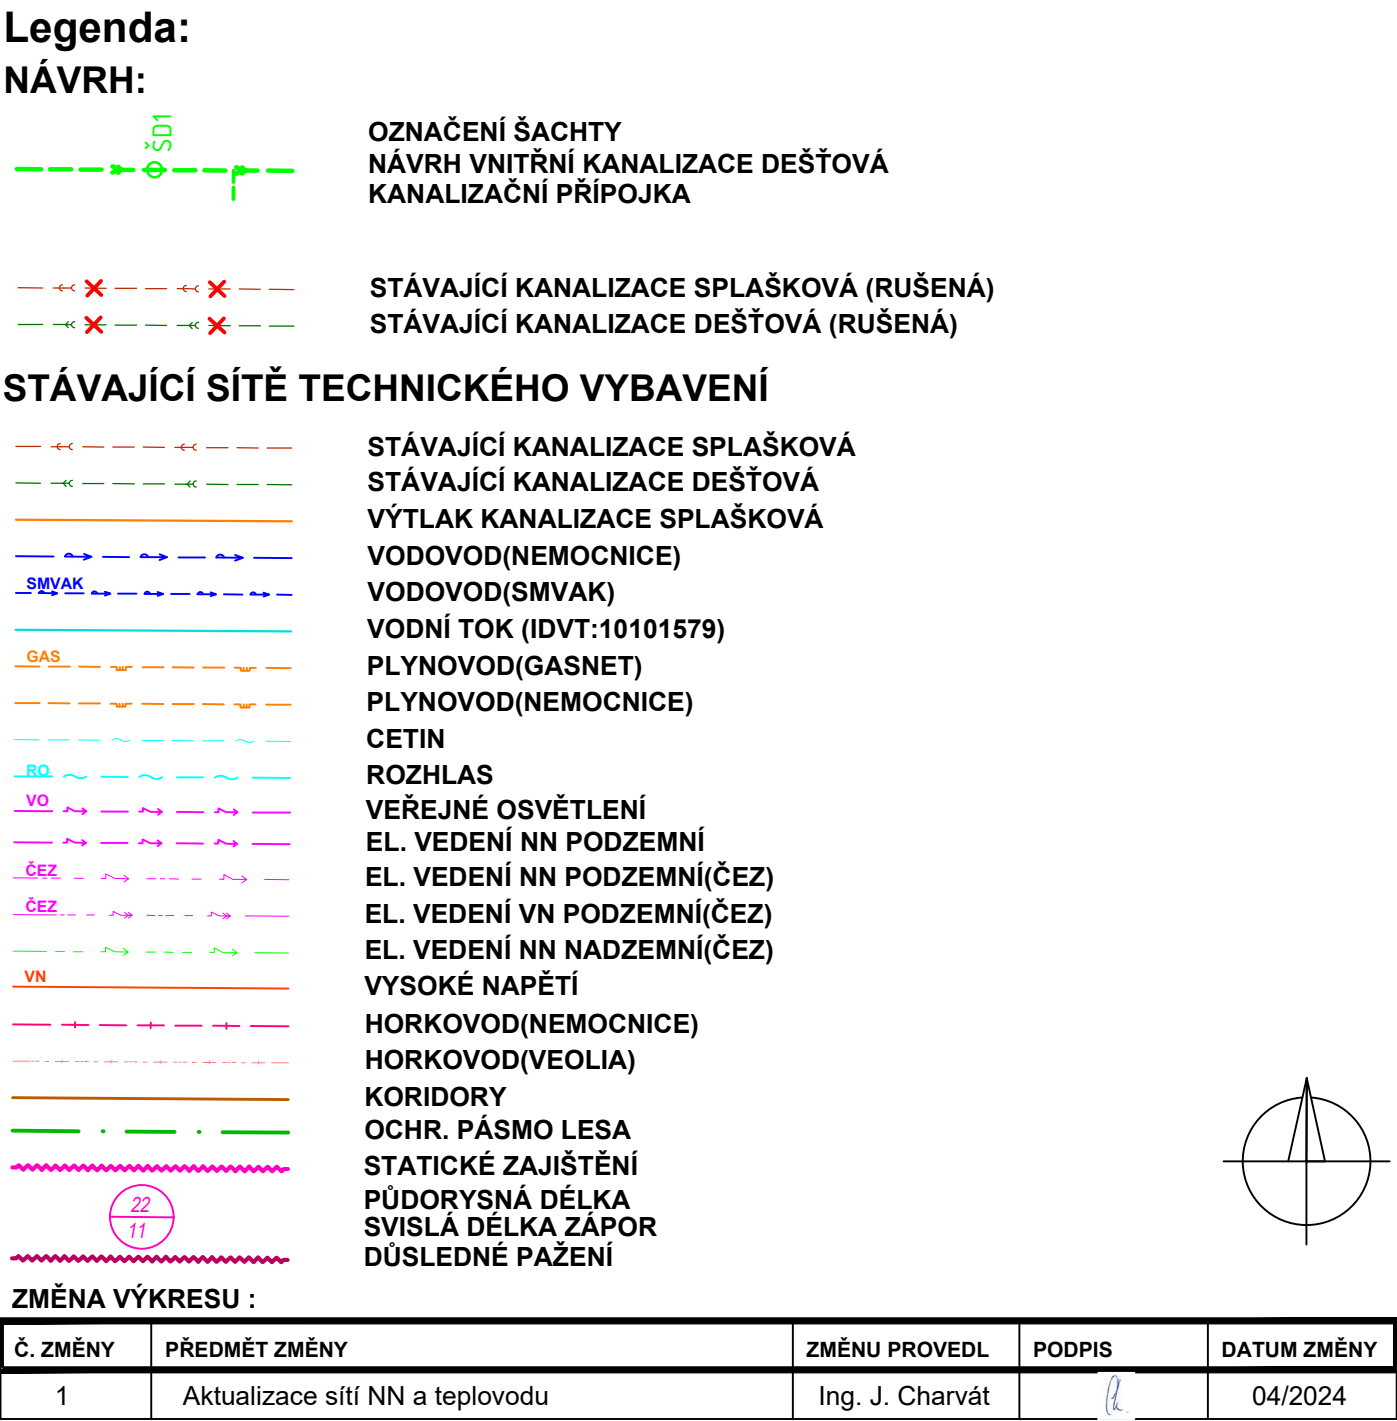 Legenda:
NÁVRH:
ŠD1
OZNAČENÍ ŠACHTY
NÁVRH VNITŘNÍ KANALIZACE DEŠŤOVÁ
KANALIZAČNÍ PŘÍPOJKA
STÁVAJÍCÍ KANALIZACE SPLAŠKOVÁ (RUŠENÁ)
STÁVAJÍCÍ KANALIZACE DEŠŤOVÁ (RUŠENÁ)
STÁVAJÍCÍ SÍTĚ TECHNICKÉHO VYBAVENÍ
STÁVAJÍCÍ KANALIZACE SPLAŠKOVÁ
STÁVAJÍCÍ KANALIZACE DEŠŤOVÁ
VÝTLAK KANALIZACE SPLAŠKOVÁ
VODOVOD(NEMOCNICE)
SMVAK VODOVOD(SMVAK)
VODNÍ TOK (IDVT:10101579)
GAS PLYNOVOD(GASNET)
PLYNOVOD(NEMOCNICE)
CETIN
RO ROZHLAS
VO VEŘEJNÉ OSVĚTLENÍ
EL. VEDENÍ NN PODZEMNÍ
ČEZ EL. VEDENÍ NN PODZEMNÍ(ČEZ)
ČEZ EL. VEDENÍ VN PODZEMNÍ(ČEZ)
EL. VEDENÍ NN NADZEMNÍ(ČEZ)
VN VYSOKÉ NAPĚTÍ
HORKOVOD(NEMOCNICE)
HORKOVOD(VEOLIA)
KORIDORY
OCHR. PÁSMO LESA
STATICKÉ ZAJIŠTĚNÍ
22 PŮDORYSNÁ DÉLKA
11 SVISLÁ DÉLKA ZÁPOR
DŮSLEDNÉ PAŽENÍ
ZMĚNA VÝKRESU :
Č. ZMĚNY PŘEDMĚT ZMĚNY ZMĚNU PROVEDL PODPIS DATUM ZMĚNY
1 Aktualizace sítí NN a teplovodu Ing. J. Charvát 04/2024